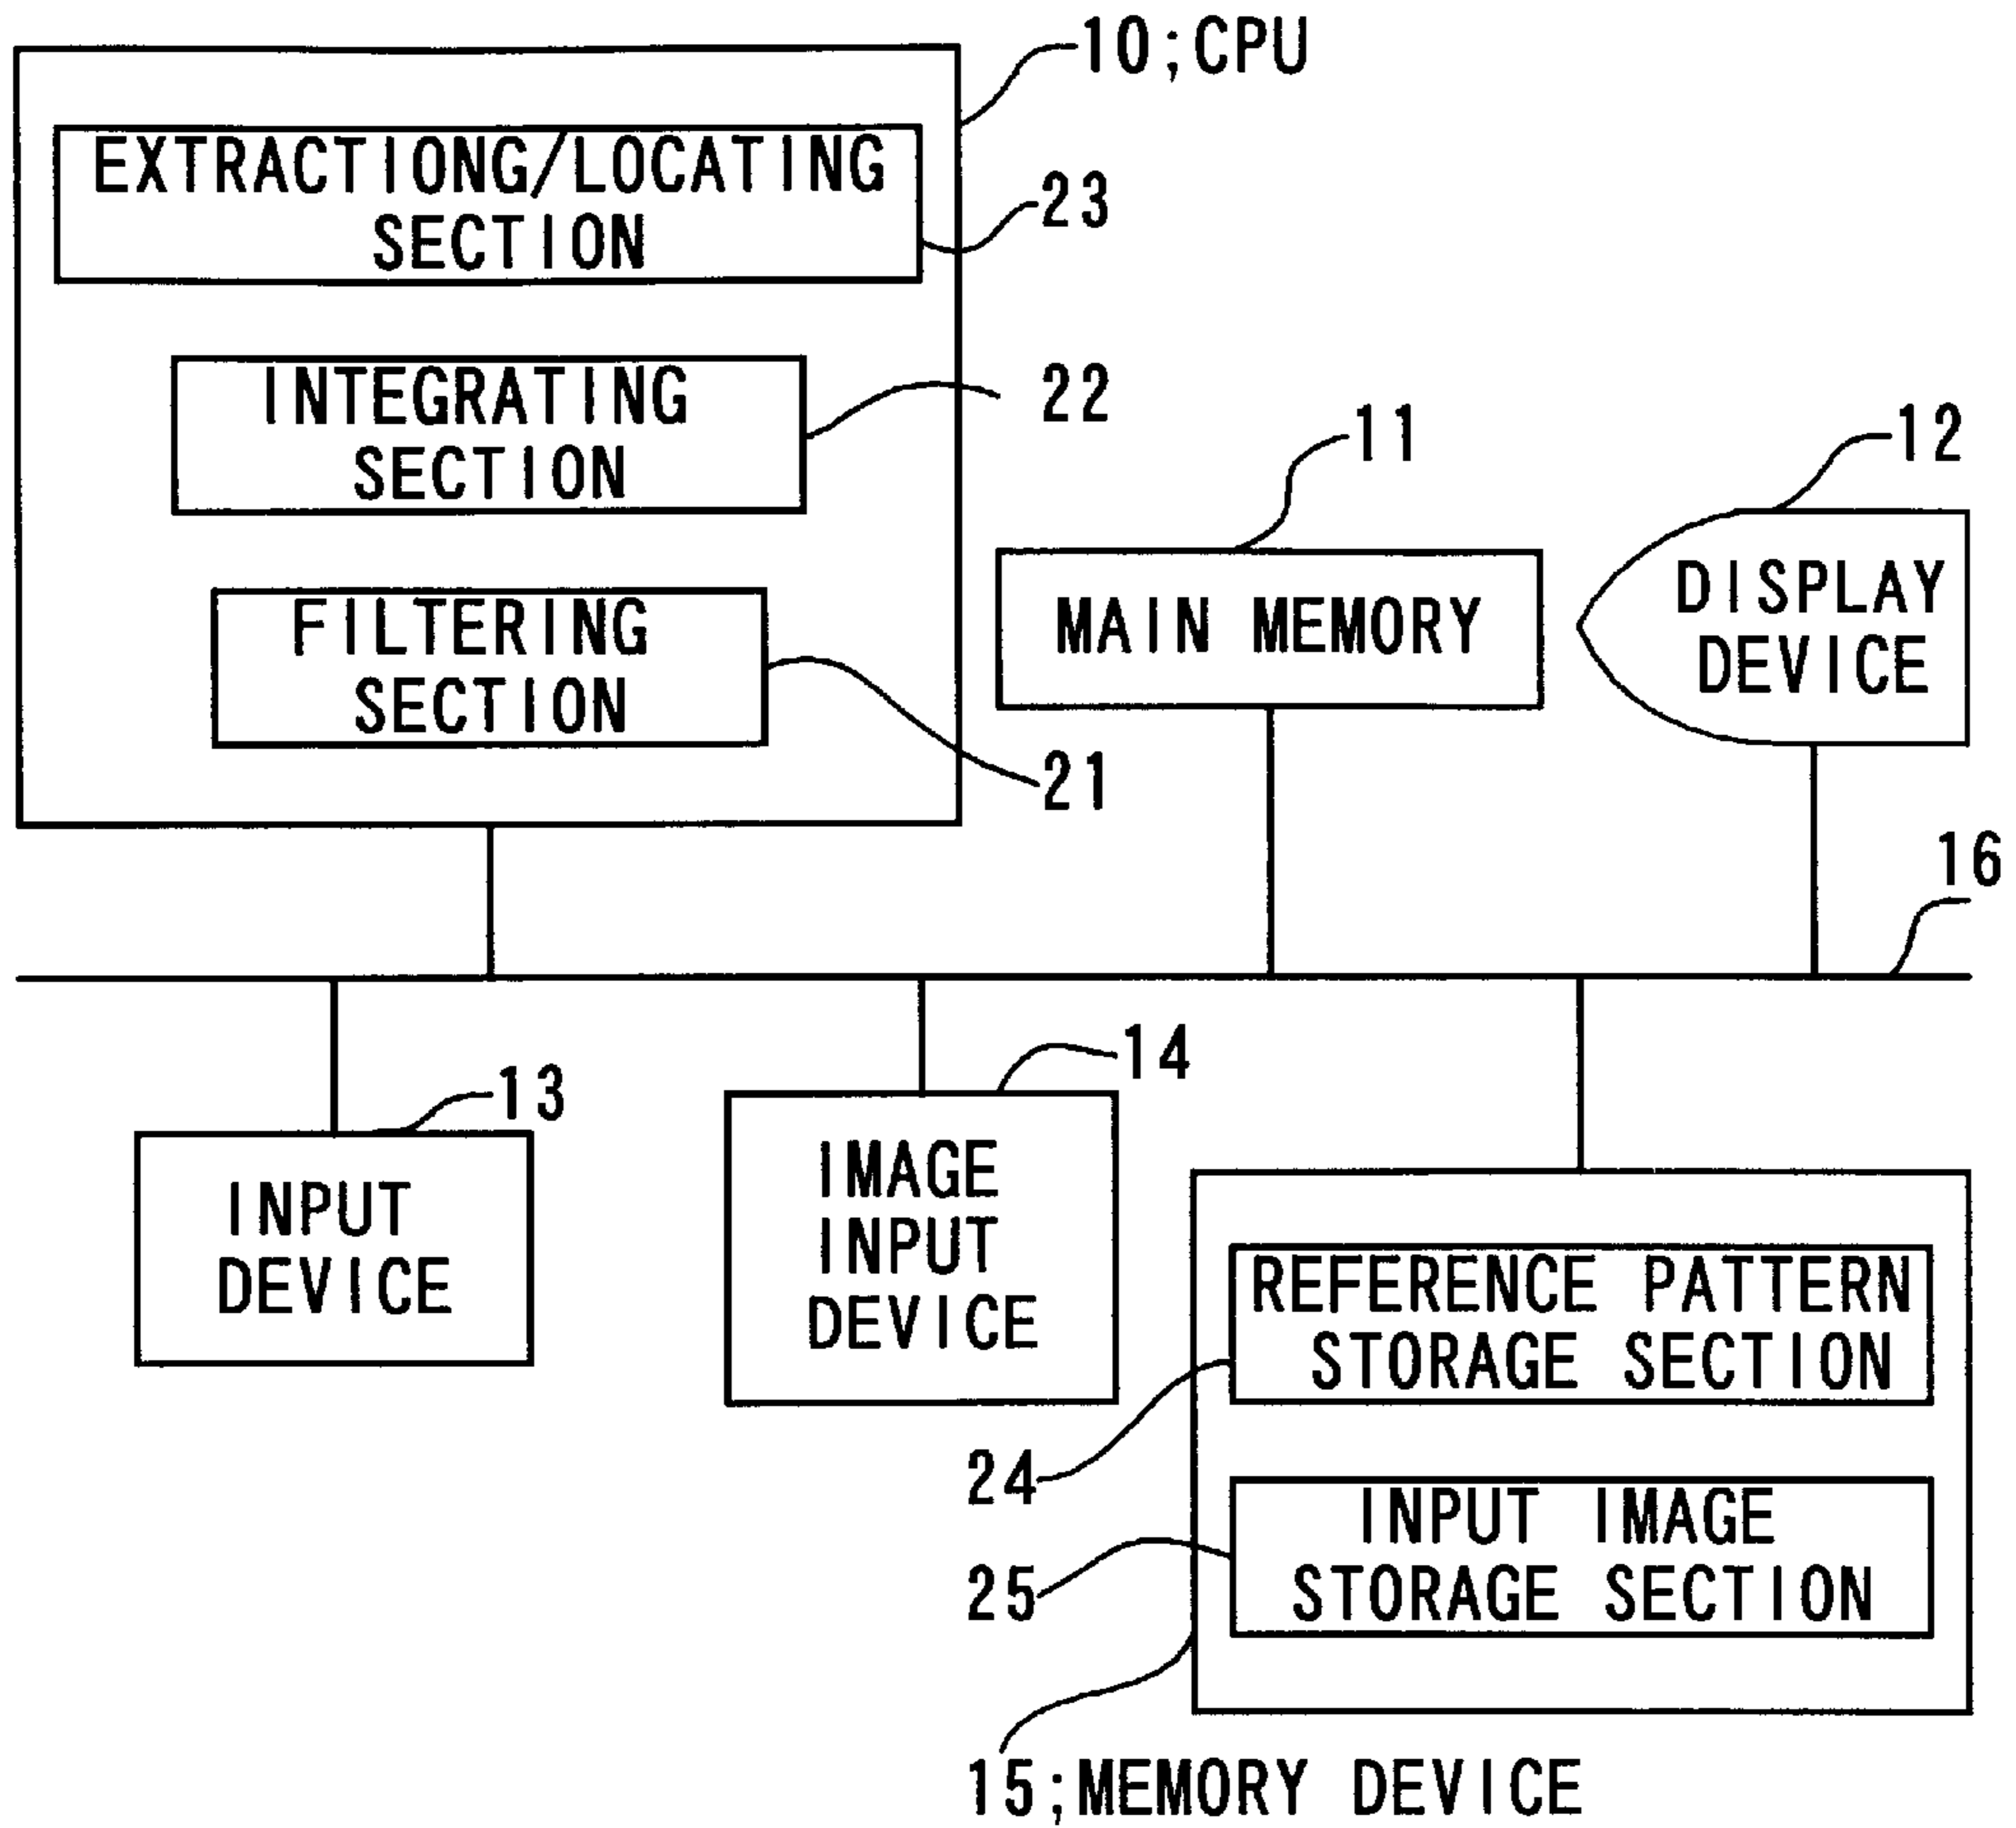 10;CPU
EXTRACTIONG/LOCATING
SECTION
23
INTEGRATING
SECTION
22
FILTERING
SECTION
21
11
MAIN MEMORY
12
DISPLAY
DEVICE
16
13
INPUT
DEVICE
14
IMAGE
INPUT
DEVICE
REFERENCE PATTERN
STORAGE SECTION
24
INPUT IMAGE
STORAGE SECTION
25
15;MEMORY DEVICE